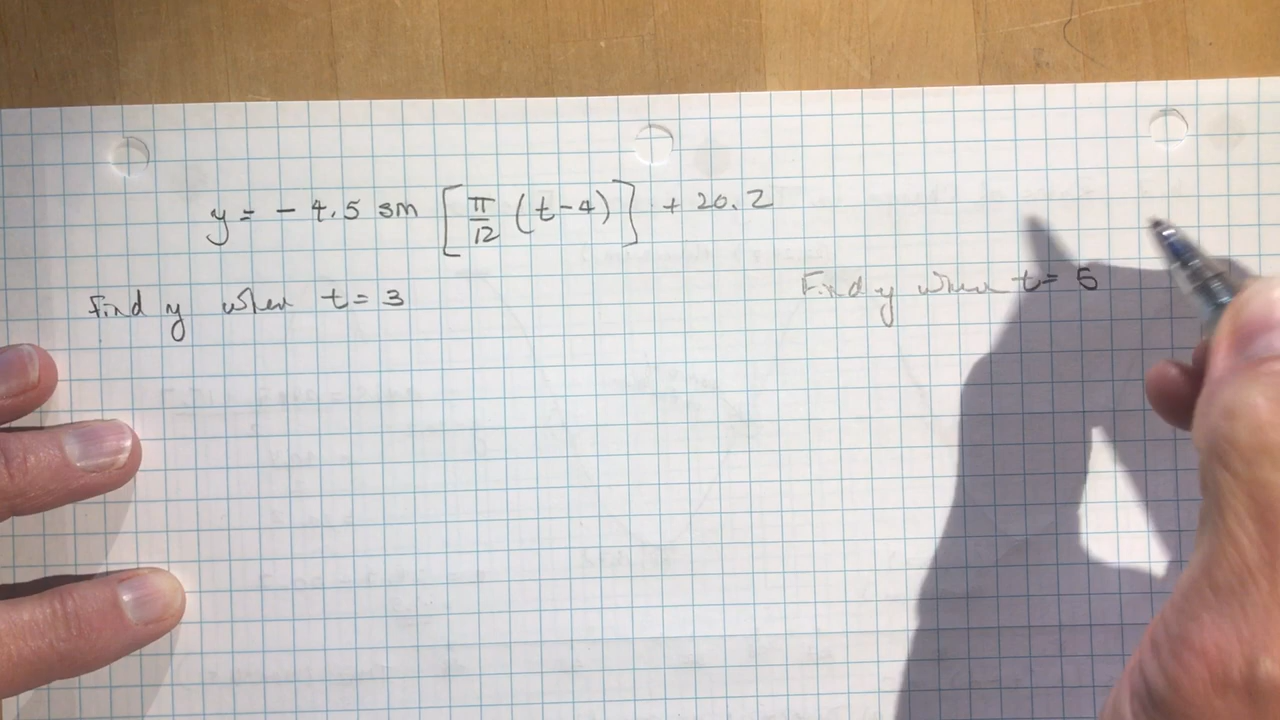 y = - 4.5 sin [π/12 (t-4)] + 20.2
Find y when t = 3
Find y when t = 5